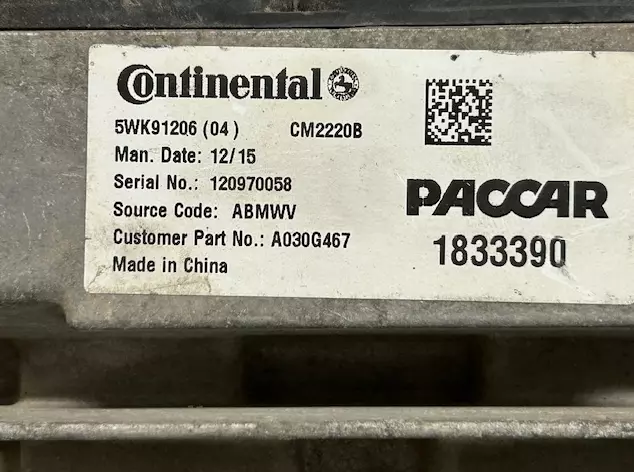 Continental
5WK91206 (04) CM2220B
Man. Date: 12/15
Serial No.: 120970058
Source Code: ABMWV
Customer Part No.: A030G467
Made in China
PACCAR
1833390